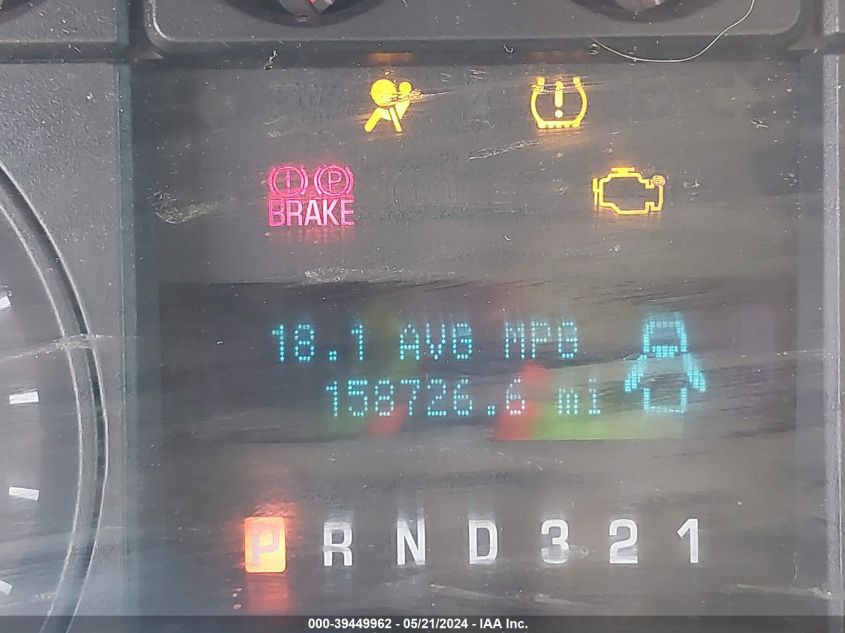 ! P
BRAKE
18.1 AVG MPG
158726.6 mi
P R N D 3 2 1
000-39449962 - 05/21/2024 - IAA Inc.